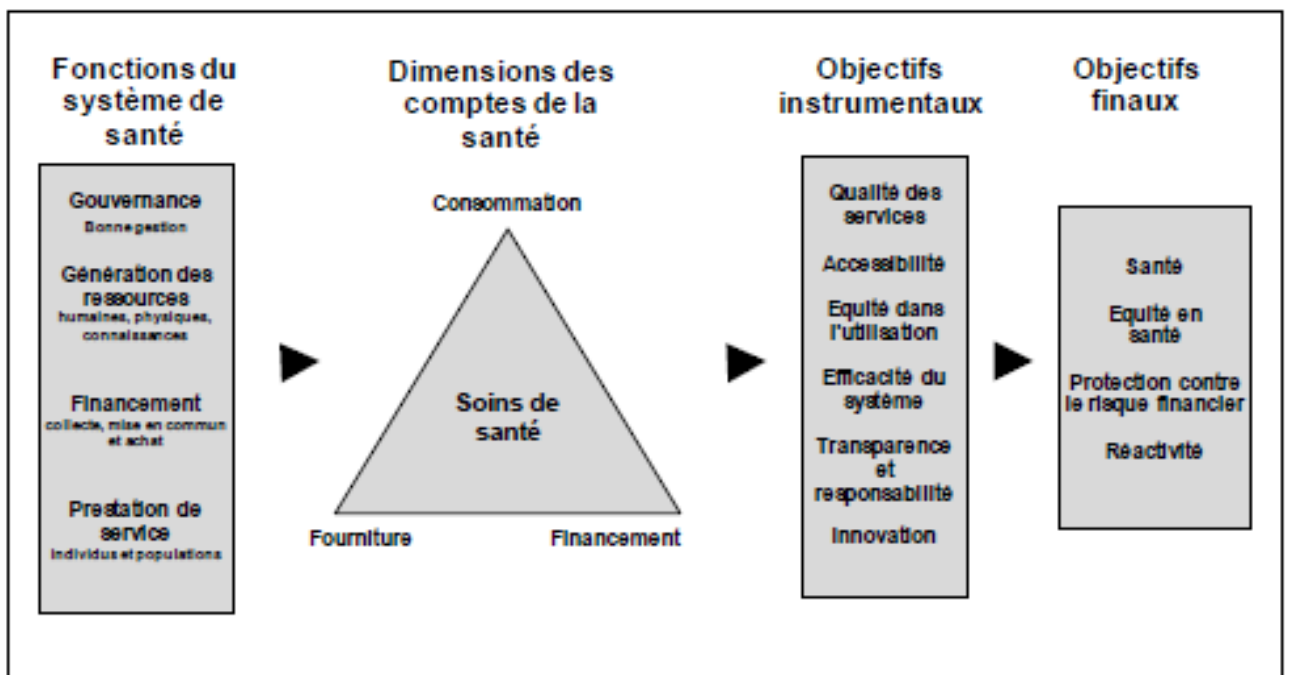 Fonctions du
système de
santé
Gouvernance
Bonne gestion
Génération des
ressources
humaines, physiques,
connaissances
Financement
collecte, mise en commun
et achat
Prestation de
service
individus et populations
Dimensions des
comptes de la
santé
Consommation
Soins de
santé
Fourniture
Financement
Objectifs
instrumentaux
Qualité des
services
Accessibilité
Equité dans
l'utilisation
Efficacité du
système
Transparence
et
responsabilité
Innovation
Objectifs
finaux
Santé
Equité en
santé
Protection contre
le risque financier
Réactivité